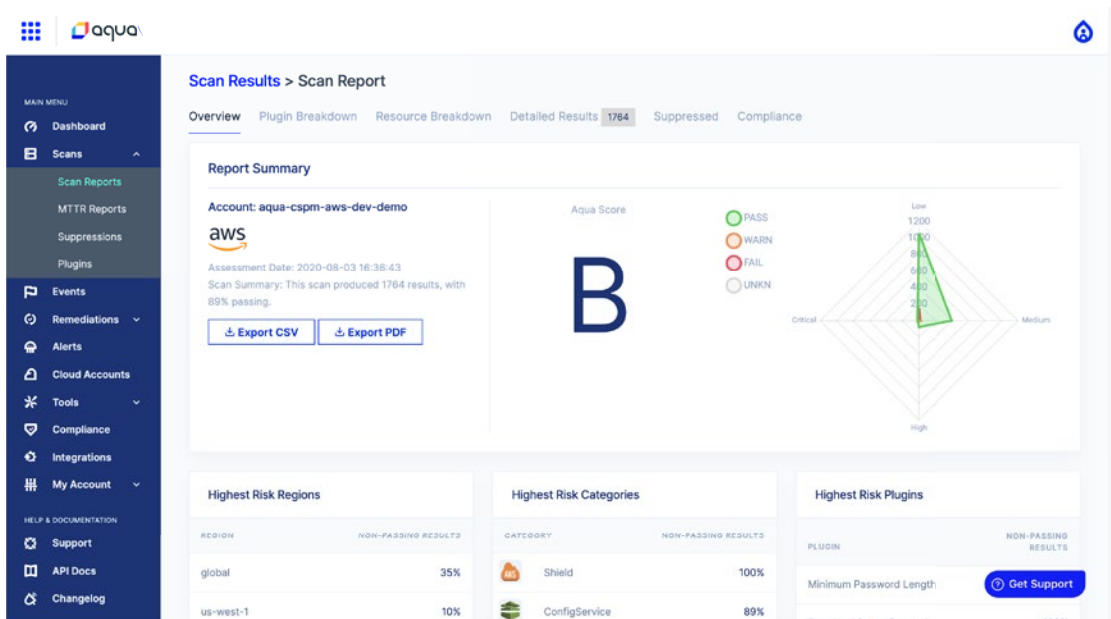 aqua
Scan Results > Scan Report
MAIN MENU
Dashboard
Scans
Scan Reports
MTTR Reports
Suppressions
Plugins
Events
Remediations
Alerts
Cloud Accounts
Tools
Compliance
Integrations
My Account
HELP & DOCUMENTATION
Support
API Docs
Changelog
Overview Plugin Breakdown Resource Breakdown Detailed Results 1764 Suppressed Compliance
Report Summary
Account: aqua-cspm-aws-dev-demo
aws
Assessment Date: 2020-08-03 16:38:43
Scan Summary: This scan produced 1764 results, with
89% passing.
Export CSV Export PDF
Aqua Score
B
PASS
WARN
FAIL
UNKN
Low
1200
1000
800
600
400
200
Critical
Medium
High
Highest Risk Regions
REGION NON-PASSING RESULTS
global 35%
us-west-1 10%
Highest Risk Categories
CATEGORY NON-PASSING RESULTS
AWS Shield 100%
ConfigService 89%
Highest Risk Plugins
PLUGIN NON-PASSING
RESULTS
Minimum Password Length
Get Support